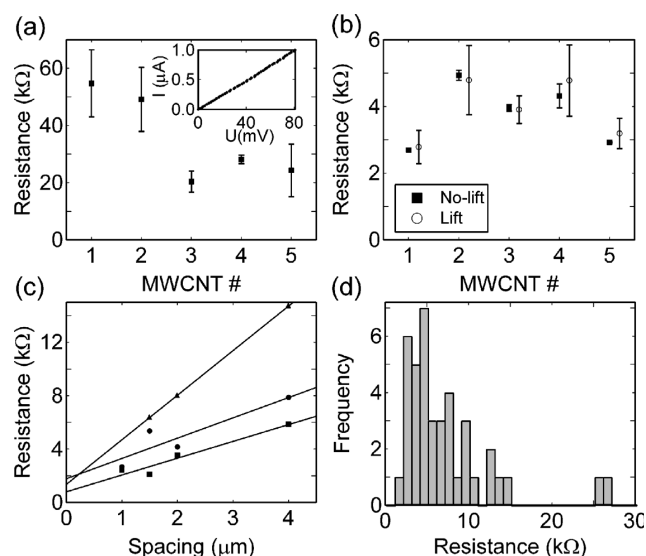 (a)
Resistance (kΩ)
60
40
20
0
1 2 3 4 5
MWCNT #
I (μA)
1.0
0.5
0.0
0 40 80
U(mV)
(b)
Resistance (kΩ)
6
4
2
0
No-lift
Lift
1 2 3 4 5
MWCNT #
(c)
Resistance (kΩ)
12
8
4
0
0 1 2 3 4
Spacing (μm)
(d)
Frequency
6
4
2
0
0 10 20 30
Resistance (kΩ)